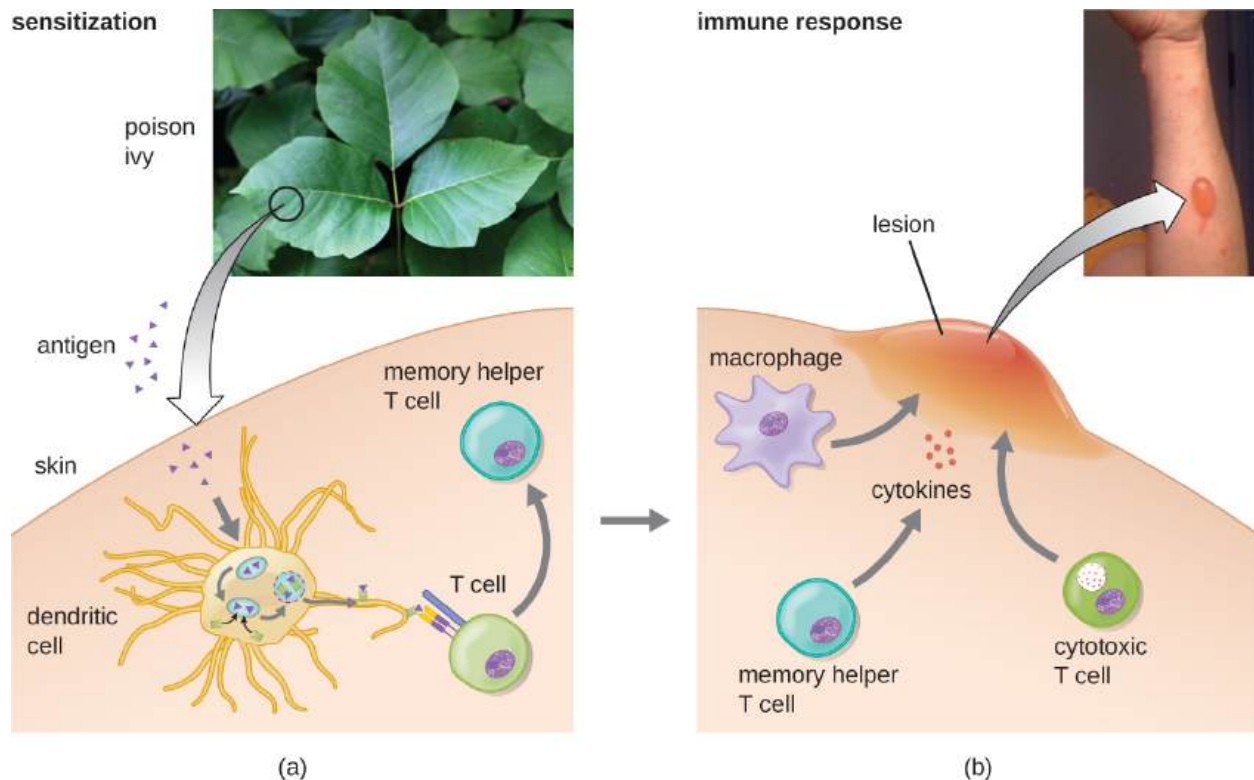 sensitization
poison
ivy
antigen
skin
dendritic
cell
memory helper
T cell
T cell
(a)
immune response
lesion
macrophage
cytokines
memory helper
T cell
cytotoxic
T cell
(b)